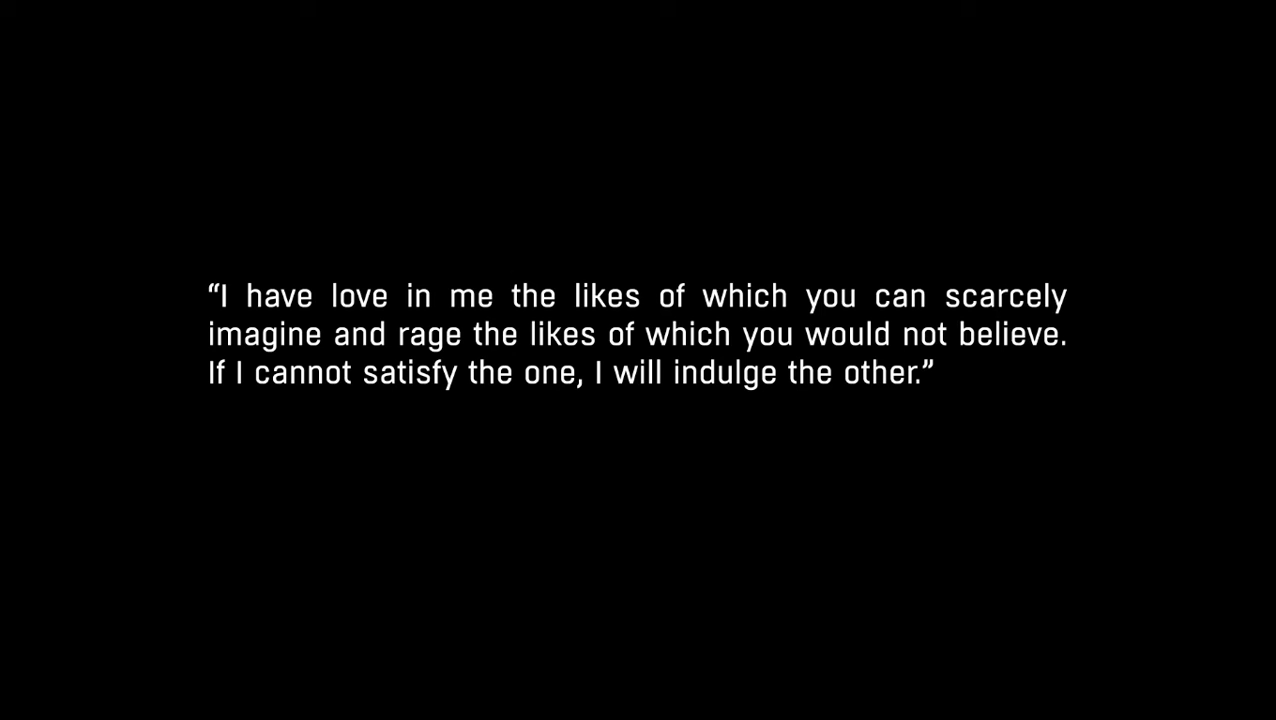 “I have love in me the likes of which you can scarcely
imagine and rage the likes of which you would not believe.
If I cannot satisfy the one, I will indulge the other.”